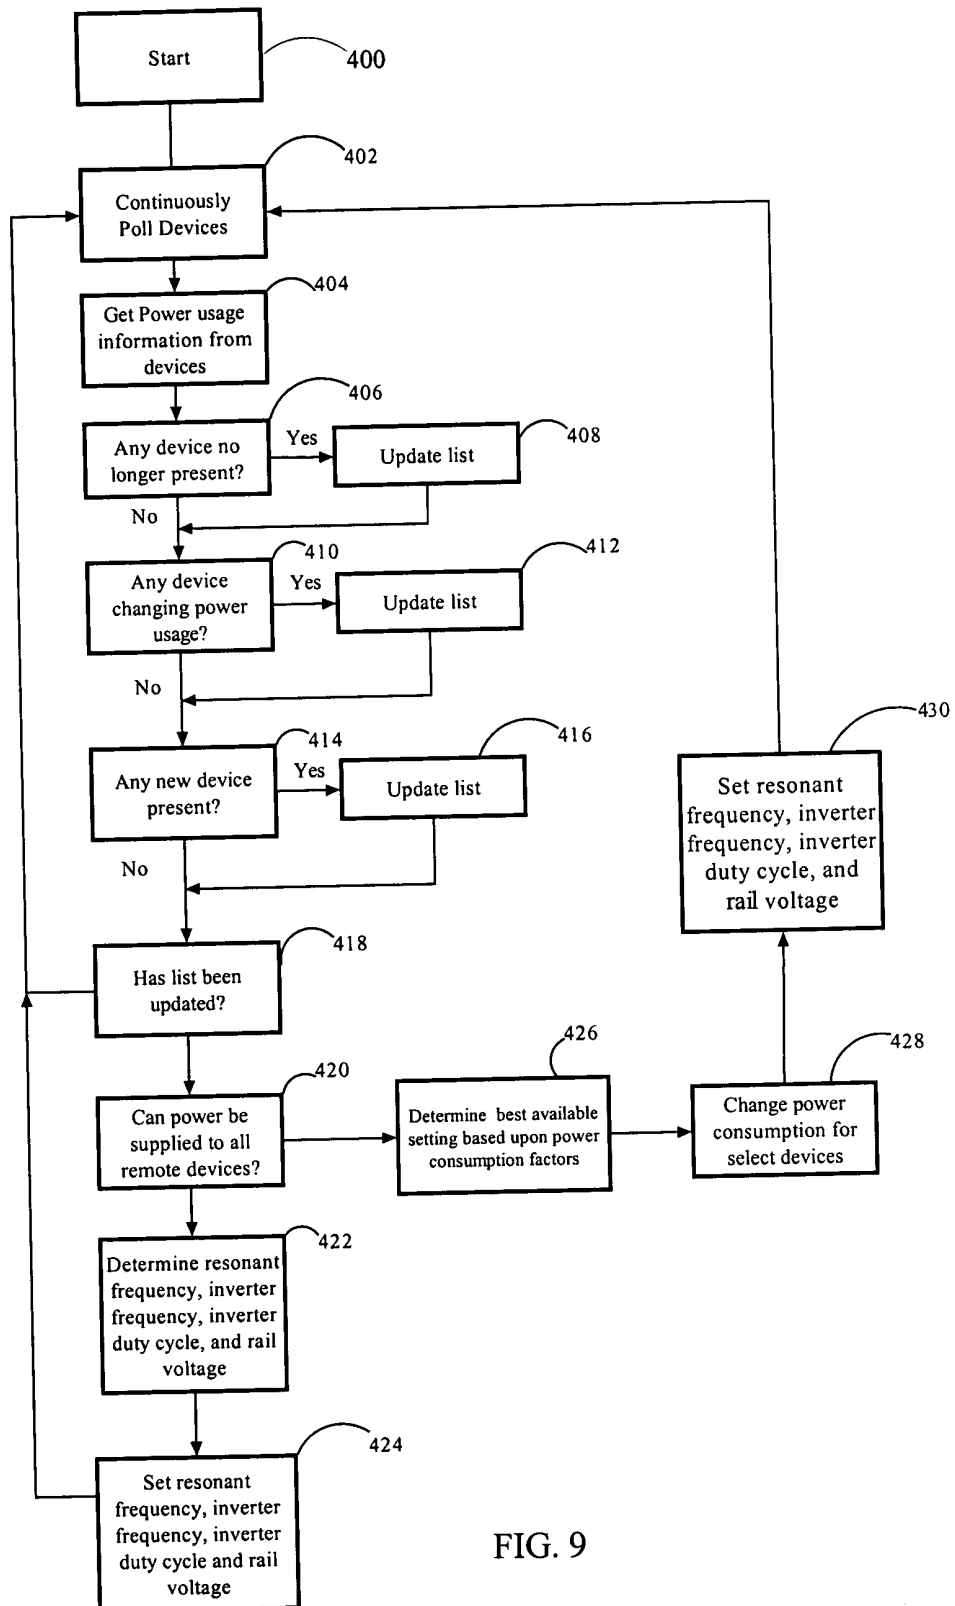 Start
400
402
Continuously
Poll Devices
404
Get Power usage
information from
devices
406
Any device no
longer present?
Yes
408
Update list
No
410
412
Any device
changing power
usage?
Yes
Update list
No
414
416
430
Any new device
present?
Yes
Update list
Set resonant
frequency, inverter
frequency, inverter
duty cycle, and
rail voltage
No
418
Has list been
updated?
420
426
428
Can power be
supplied to all
remote devices?
Determine best available
setting based upon power
consumption factors
Change power
consumption for
select devices
422
Determine resonant
frequency, inverter
frequency, inverter
duty cycle, and rail
voltage
424
Set resonant
frequency, inverter
frequency, inverter
duty cycle and rail
voltage
FIG. 9